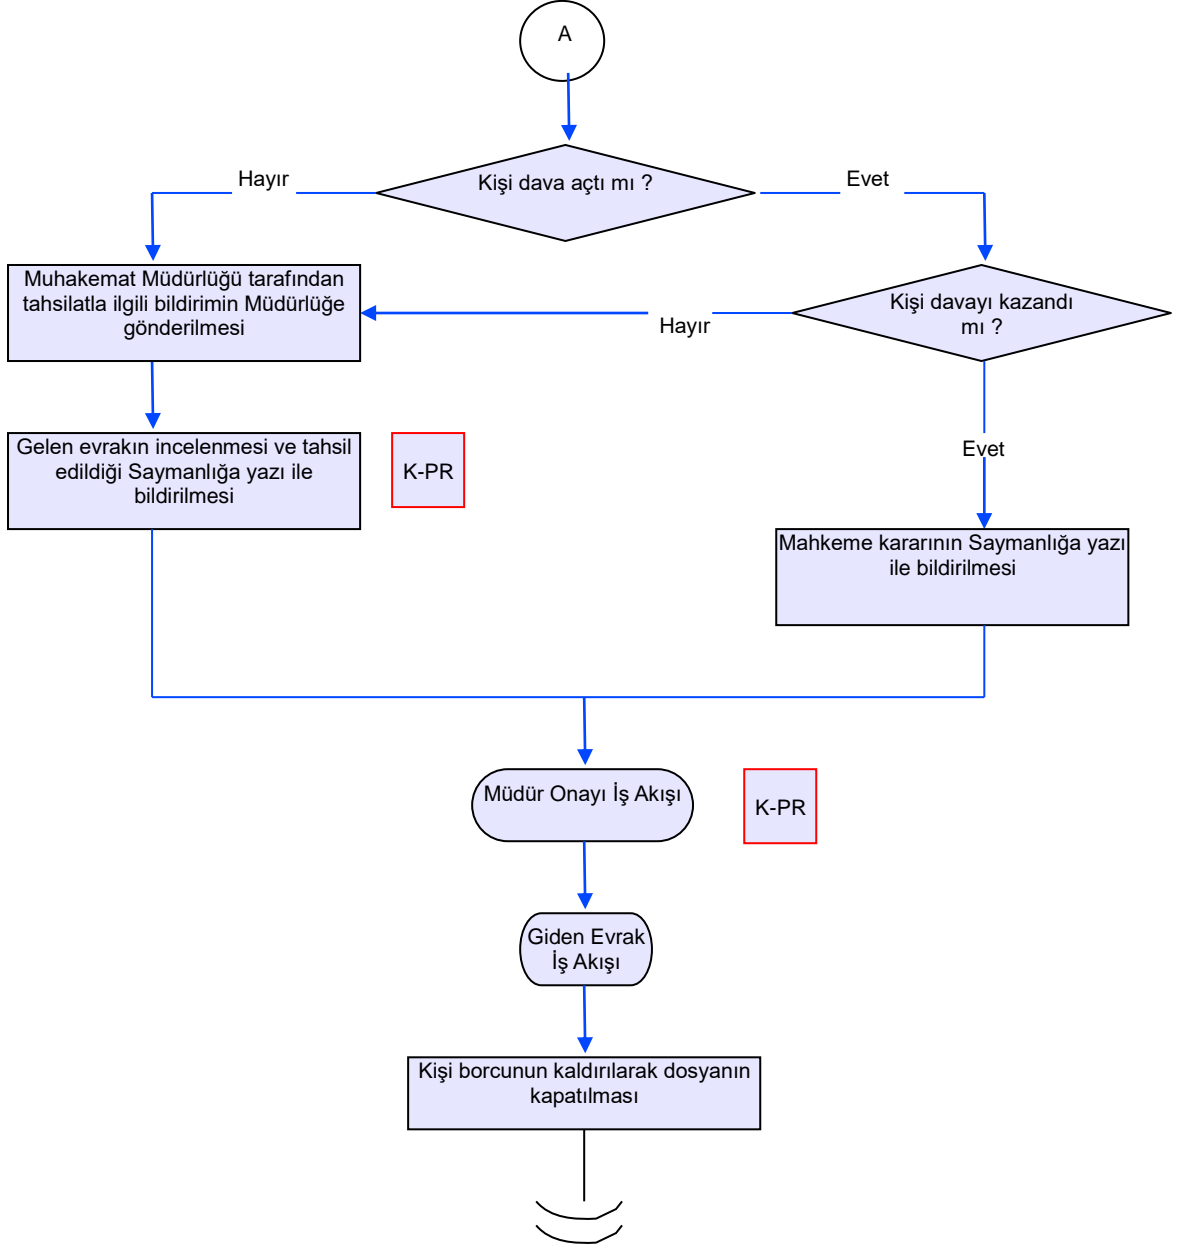 A
Kişi dava açtı mı ?
Hayır
Evet
Muhakemat Müdürlüğü tarafından
tahsilatla ilgili bildirimin Müdürlüğe
gönderilmesi
Kişi davayı kazandı
mı ?
Hayır
Gelen evrakın incelenmesi ve tahsil
edildiği Saymanlığa yazı ile
bildirilmesi
K-PR
Evet
Mahkeme kararının Saymanlığa yazı
ile bildirilmesi
Müdür Onayı İş Akışı
K-PR
Giden Evrak
İş Akışı
Kişi borcunun kaldırılarak dosyanın
kapatılması